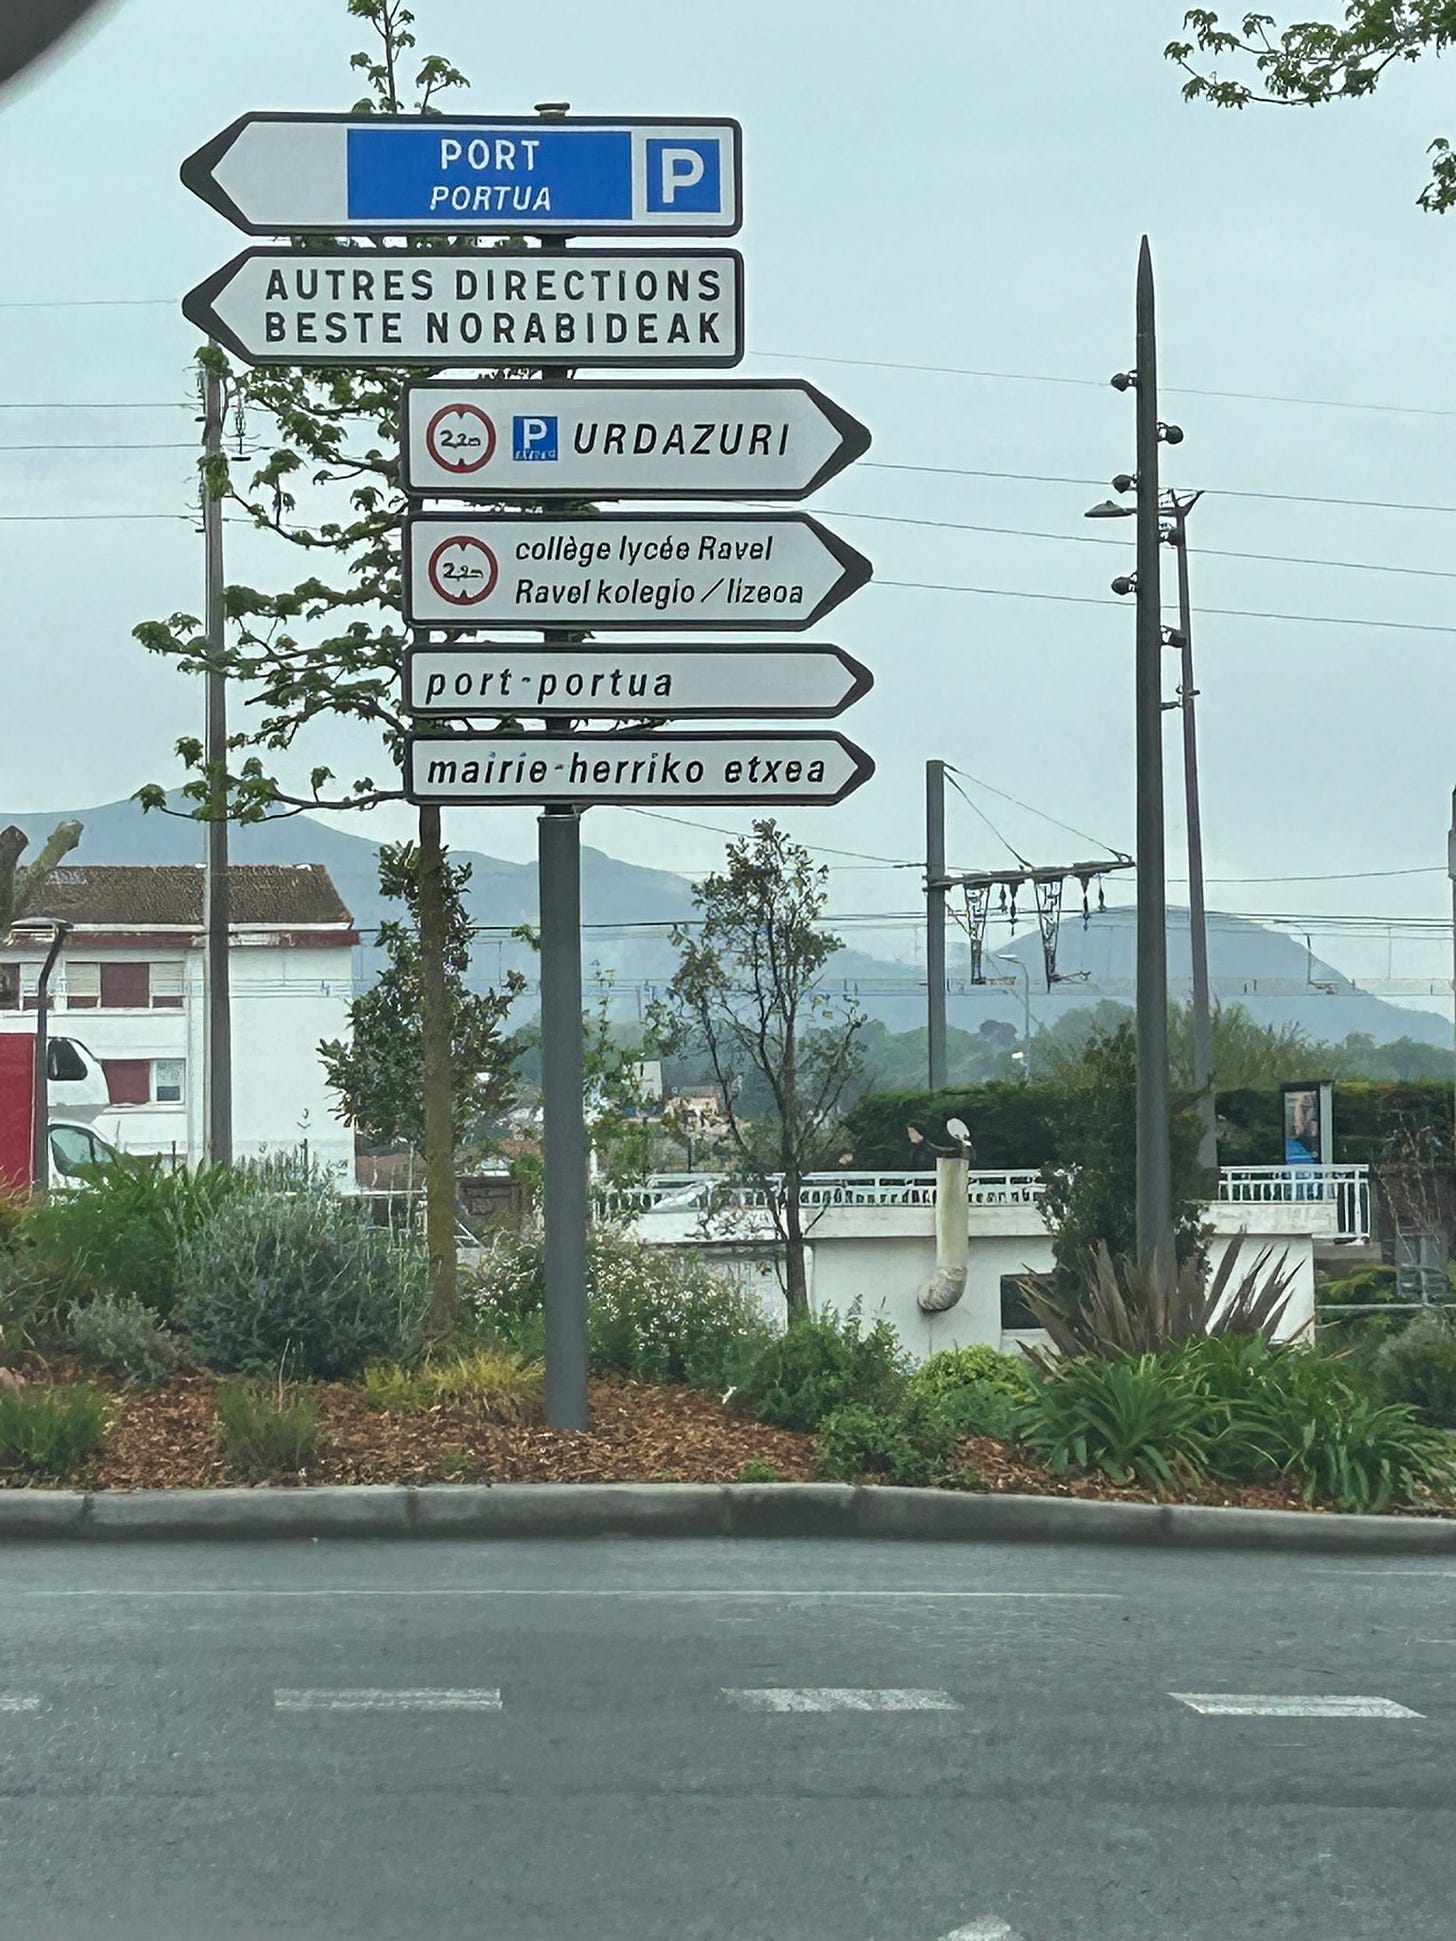 PORT P
PORTUA
AUTRES DIRECTIONS
BESTE NORABIDEAK
2,2m P URDAZURI
2,2m
collège lycée Ravel
Ravel kolegio / lizeoa
port-portua
mairie-herriko etxea